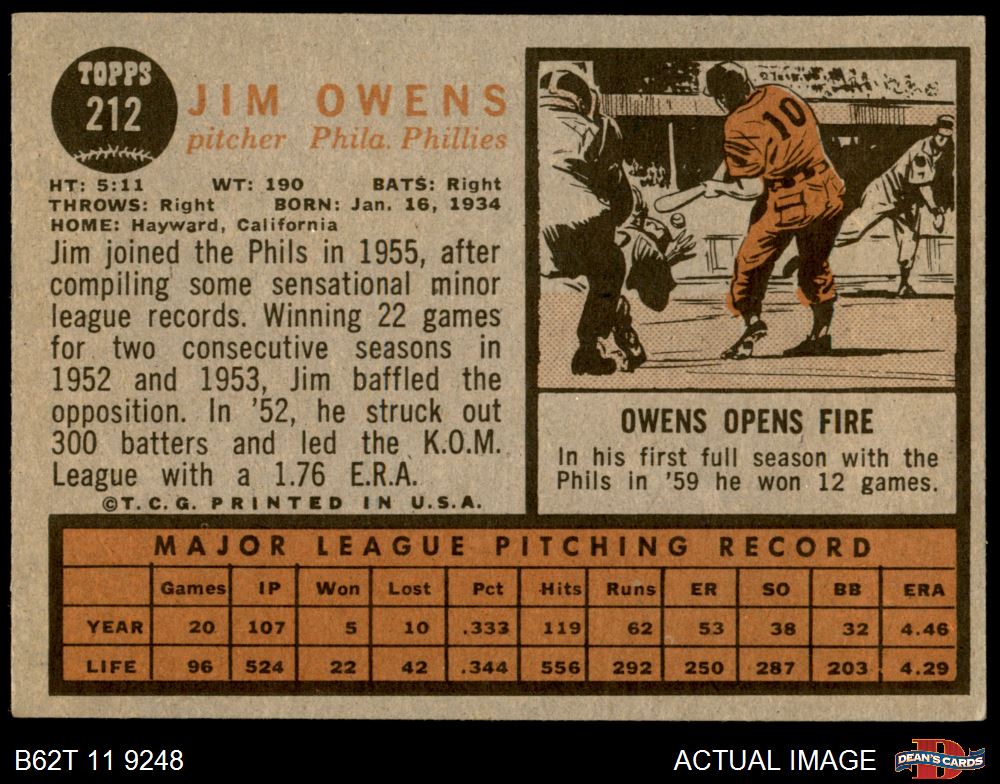 TOPPS
212
JIM OWENS
pitcher Phila. Phillies
HT: 5:11 WT: 190 BATS: Right
THROWS: Right BORN: Jan. 16, 1934
HOME: Hayward, California
Jim joined the Phils in 1955, after
compiling some sensational minor
league records. Winning 22 games
for two consecutive seasons in
1952 and 1953, Jim baffled the
opposition. In '52, he struck out
300 batters and led the K.O.M.
League with a 1.76 E.R.A.
©T.C.G. PRINTED IN U.S.A.
10
OWENS OPENS FIRE
In his first full season with the
Phils in '59 he won 12 games.
MAJOR LEAGUE PITCHING RECORD
Games IP Won Lost Pct Hits Runs ER SO BB ERA
YEAR 20 107 5 10 .333 119 62 53 38 32 4.46
LIFE 96 524 22 42 .344 556 292 250 287 203 4.29
B62T 11 9248
ACTUAL IMAGE
DEAN'S CARDS